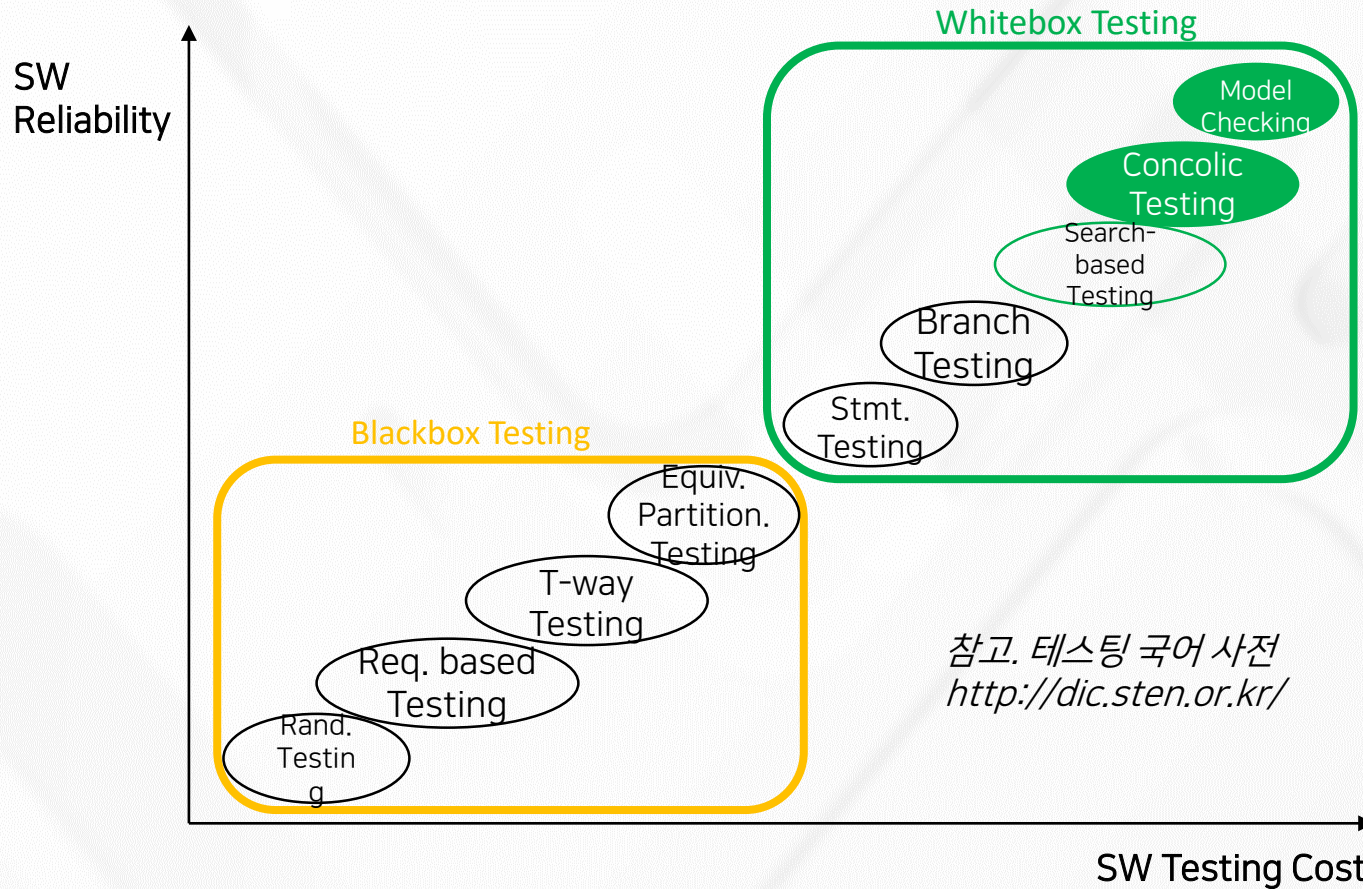 Whitebox Testing
SW
Reliability
Model
Checking
Concolic
Testing
Search-
based
Testing
Branch
Testing
Stmt.
Testing
Blackbox Testing
Equiv.
Partition.
Testing
T-way
Testing
Req. based
Testing
Rand.
Testin
g
참고. 테스팅 국어 사전
http://dic.sten.or.kr/
SW Testing Cost